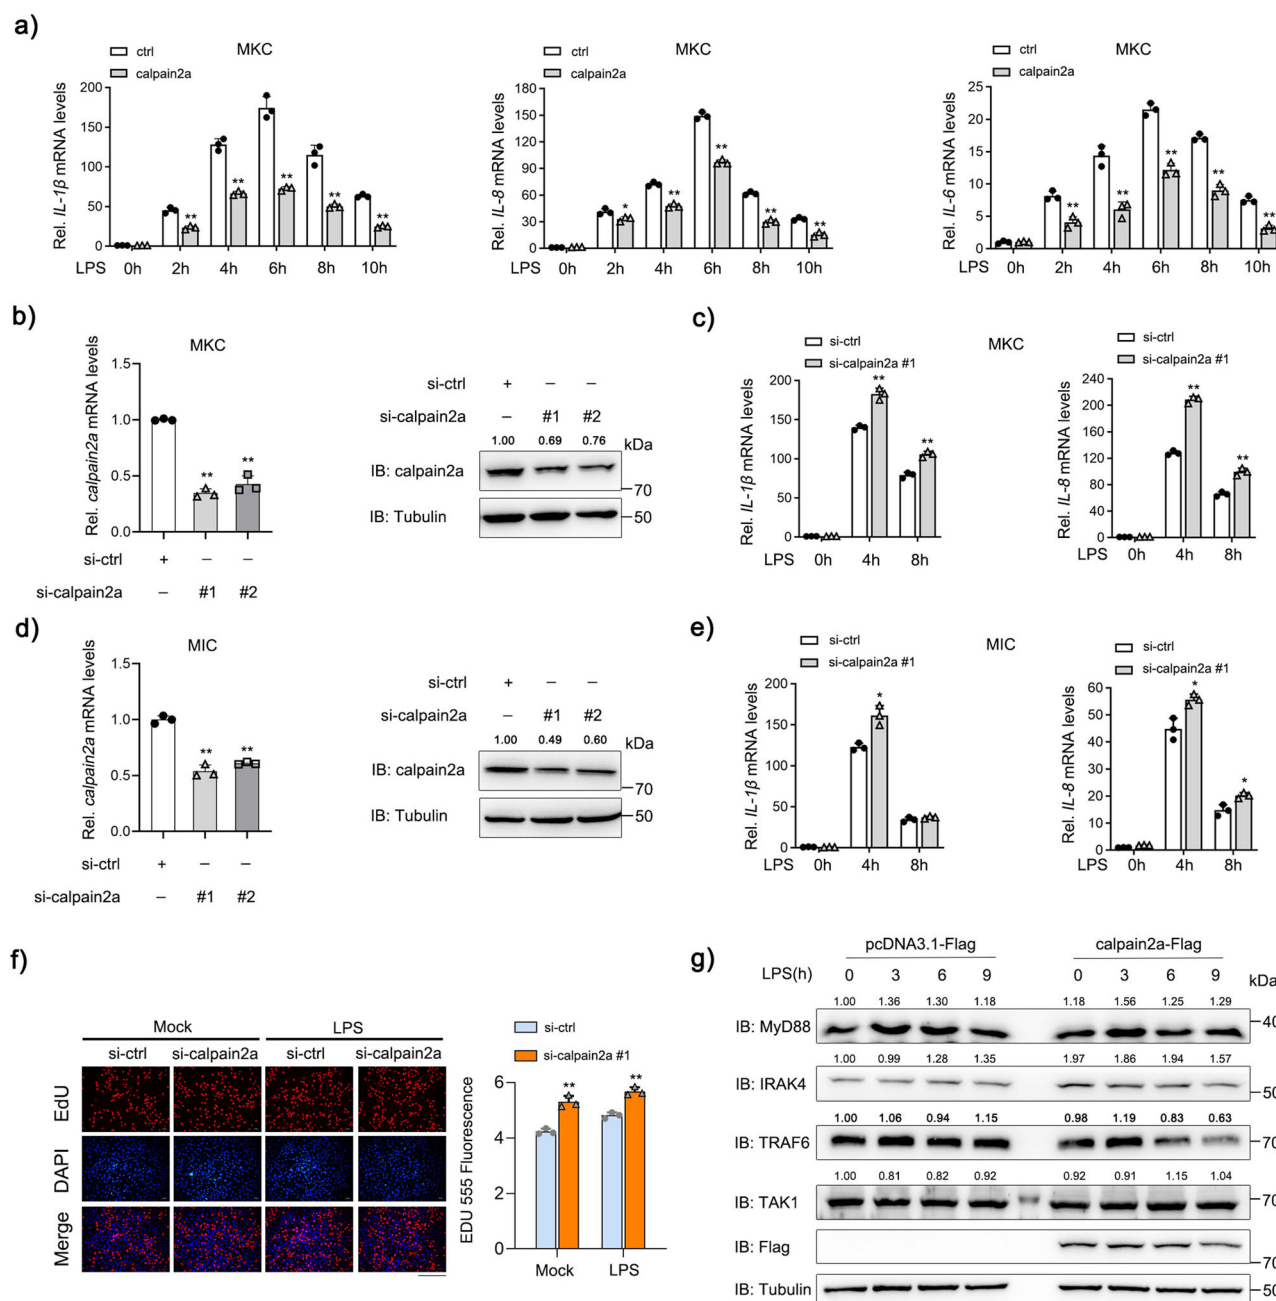 a)
ctrl
calpain2a
MKC
Rel. IL-1β mRNA levels
200
150
100
50
0
LPS 0h 2h 4h 6h 8h 10h
** ** ** ** **
ctrl
calpain2a
MKC
Rel. IL-8 mRNA levels
180
150
120
90
60
30
0
LPS 0h 2h 4h 6h 8h 10h
* ** ** ** **
ctrl
calpain2a
MKC
Rel. IL-6 mRNA levels
25
20
15
10
5
0
LPS 0h 2h 4h 6h 8h 10h
** ** ** ** **
b)
MKC
Rel. calpain2a mRNA levels
1.5
1.0
0.5
0.0
** **
si-ctrl + – –
si-calpain2a – #1 #2
si-ctrl + – –
si-calpain2a – #1 #2
1.00 0.69 0.76 kDa
IB: calpain2a
70
IB: Tubulin
50
c)
si-ctrl
si-calpain2a #1
MKC
Rel. IL-1β mRNA levels
200
150
100
50
0
** **
LPS 0h 4h 8h
si-ctrl
si-calpain2a #1
Rel. IL-8 mRNA levels
240
210
180
150
120
90
60
30
0
** **
LPS 0h 4h 8h
d)
MIC
Rel. calpain2a mRNA levels
1.5
1.0
0.5
0.0
** **
si-ctrl + – –
si-calpain2a – #1 #2
si-ctrl + – –
si-calpain2a – #1 #2
1.00 0.49 0.60 kDa
IB: calpain2a
70
IB: Tubulin
50
e)
si-ctrl
si-calpain2a #1
MIC
Rel. IL-1β mRNA levels
200
150
100
50
0
*
LPS 0h 4h 8h
si-ctrl
si-calpain2a #1
Rel. IL-8 mRNA levels
60
50
40
30
20
10
0
* *
LPS 0h 4h 8h
f)
Mock LPS
si-ctrl si-calpain2a si-ctrl si-calpain2a
EdU
DAPI
Merge
si-ctrl
si-calpain2a #1
EDU 555 Fluorescence
6
4
2
0
** **
Mock LPS
g)
pcDNA3.1-Flag calpain2a-Flag
LPS(h) 0 3 6 9 0 3 6 9 kDa
1.00 1.36 1.30 1.18 1.18 1.56 1.25 1.29
IB: MyD88 40
1.00 0.99 1.28 1.35 1.97 1.86 1.94 1.57
IB: IRAK4 50
1.00 1.06 0.94 1.15 0.98 1.19 0.83 0.63
IB: TRAF6 70
1.00 0.81 0.82 0.92 0.92 0.91 1.15 1.04
IB: TAK1 70
IB: Flag 70
IB: Tubulin 50